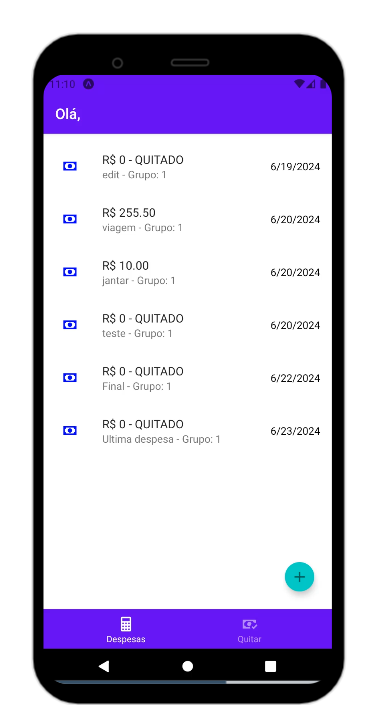 11:10
Olá,
R$ 0 - QUITADO
edit - Grupo: 1
6/19/2024
R$ 255.50
viagem - Grupo: 1
6/20/2024
R$ 10.00
jantar - Grupo: 1
6/20/2024
R$ 0 - QUITADO
teste - Grupo: 1
6/20/2024
R$ 0 - QUITADO
Final - Grupo: 1
6/22/2024
R$ 0 - QUITADO
Ultima despesa - Grupo: 1
6/23/2024
Despesas
Quitar